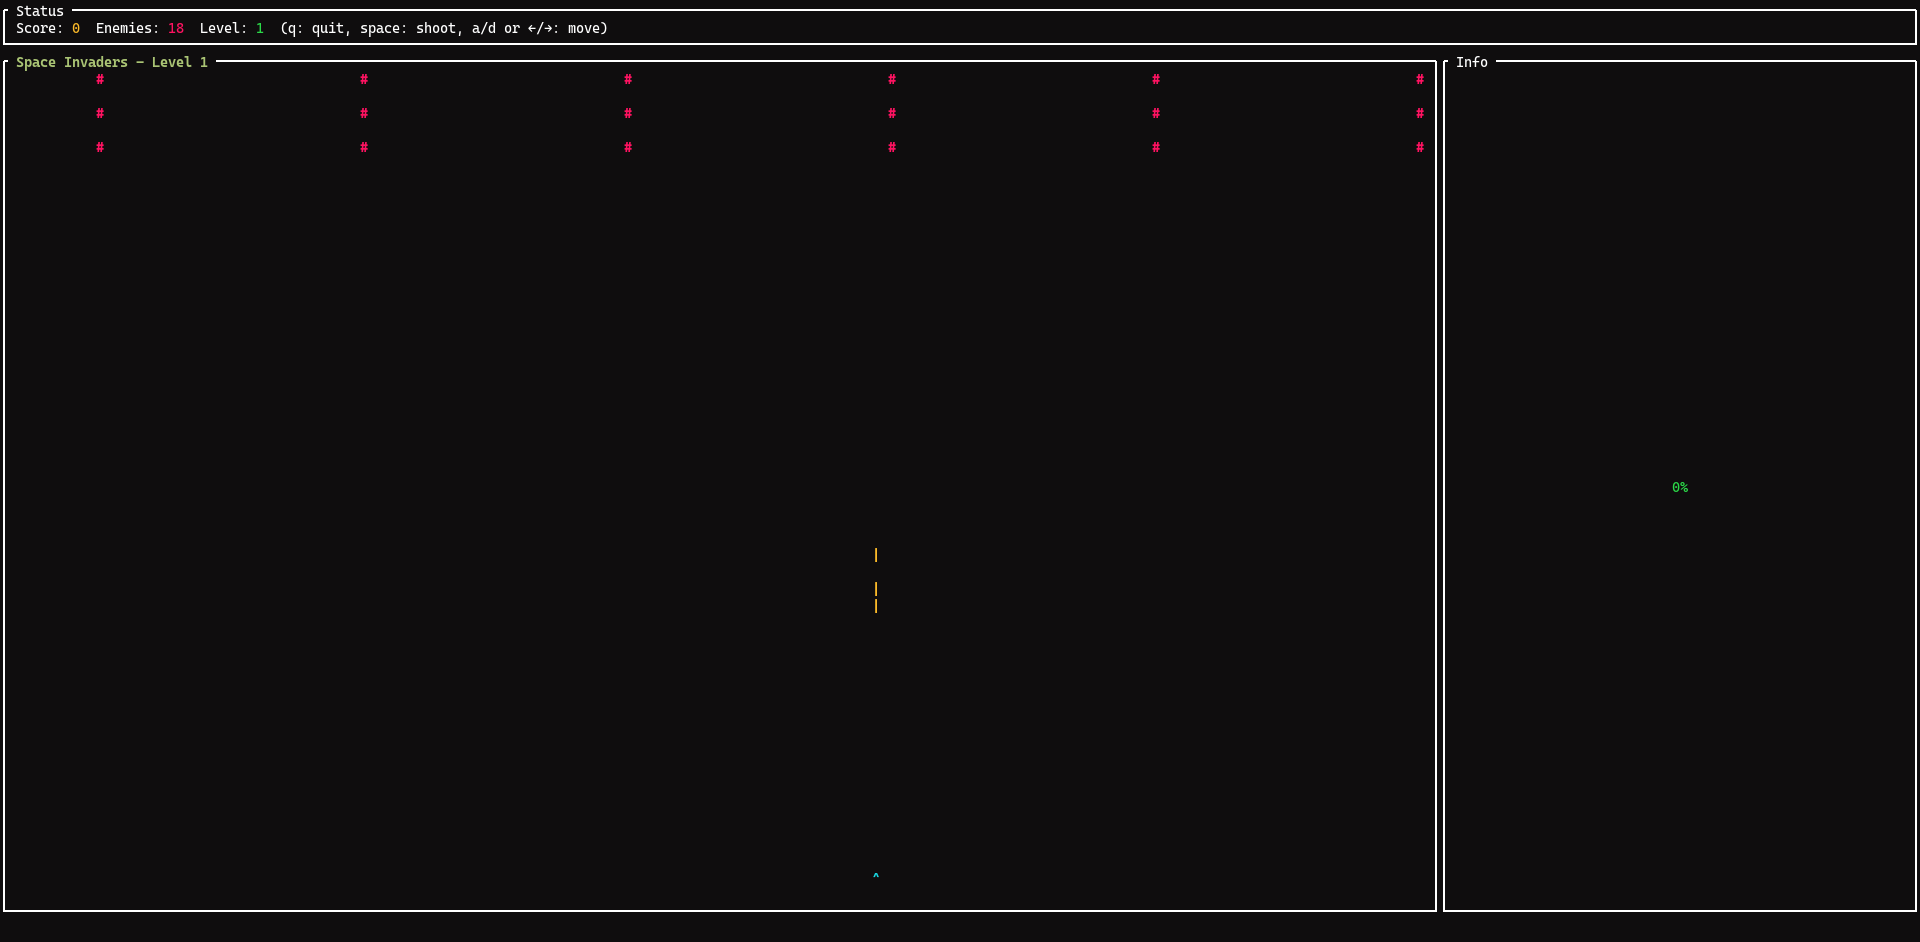 Status
Score: 0  Enemies: 18  Level: 1  (q: quit, space: shoot, a/d or ←/→: move)
Space Invaders — Level 1
Info
# # # # # #
# # # # # #
# # # # # #
0%
|
|
|
^